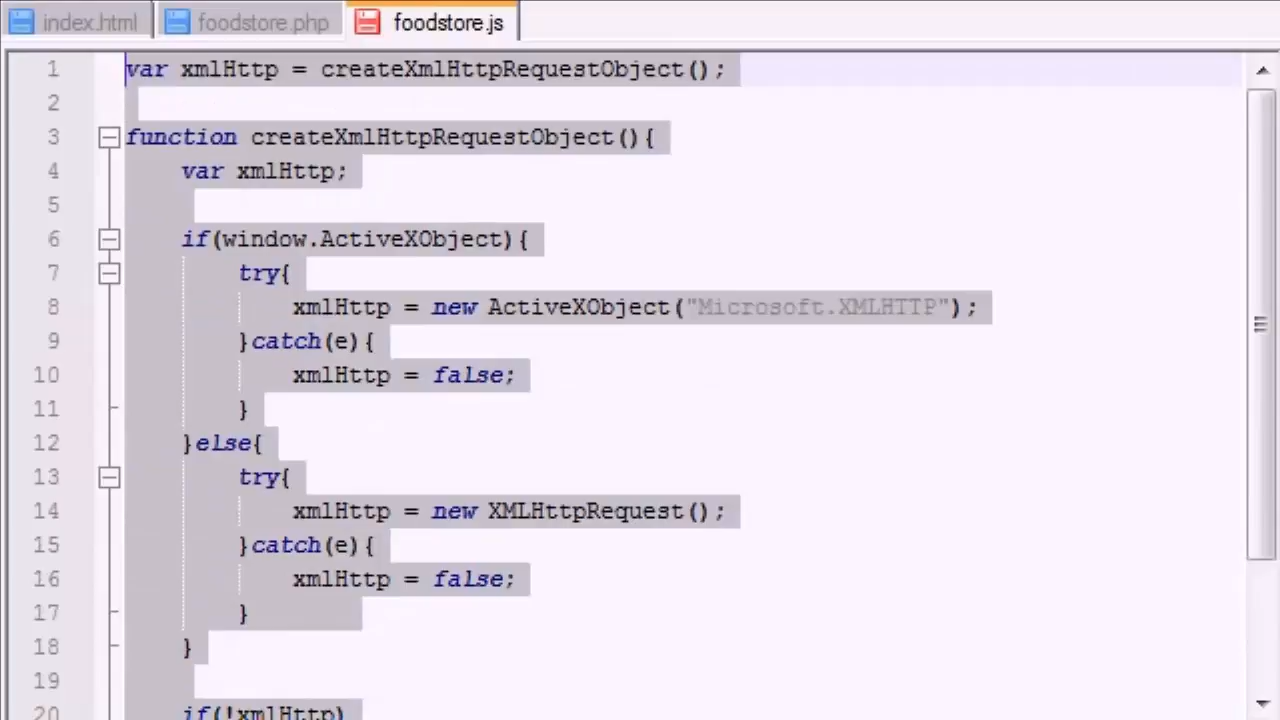 index.html foodstore.php foodstore.js
1 var xmlHttp = createXmlHttpRequestObject();
2
3 function createXmlHttpRequestObject(){
4 var xmlHttp;
5
6 if(window.ActiveXObject){
7 try{
8 xmlHttp = new ActiveXObject("Microsoft.XMLHTTP");
9 }catch(e){
10 xmlHttp = false;
11 }
12 }else{
13 try{
14 xmlHttp = new XMLHttpRequest();
15 }catch(e){
16 xmlHttp = false;
17 }
18 }
19
20 if(!xmlHttp)